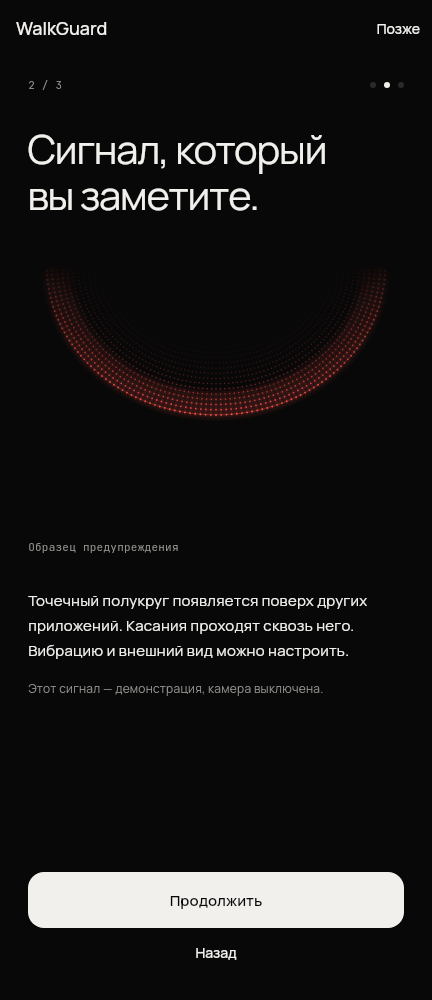 WalkGuard
Позже
2 / 3
Сигнал, который
вы заметите.
Образец предупреждения
Точечный полукруг появляется поверх других
приложений. Касания проходят сквозь него.
Вибрацию и внешний вид можно настроить.
Этот сигнал — демонстрация, камера выключена.
Продолжить
Назад